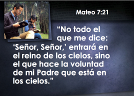 Mateo 7:21
"No todo el
que me dice:
'Señor, Señor,' entrará en
el reino de los cielos, sino
el que hace la voluntad
de mi Padre que está en
los cielos."